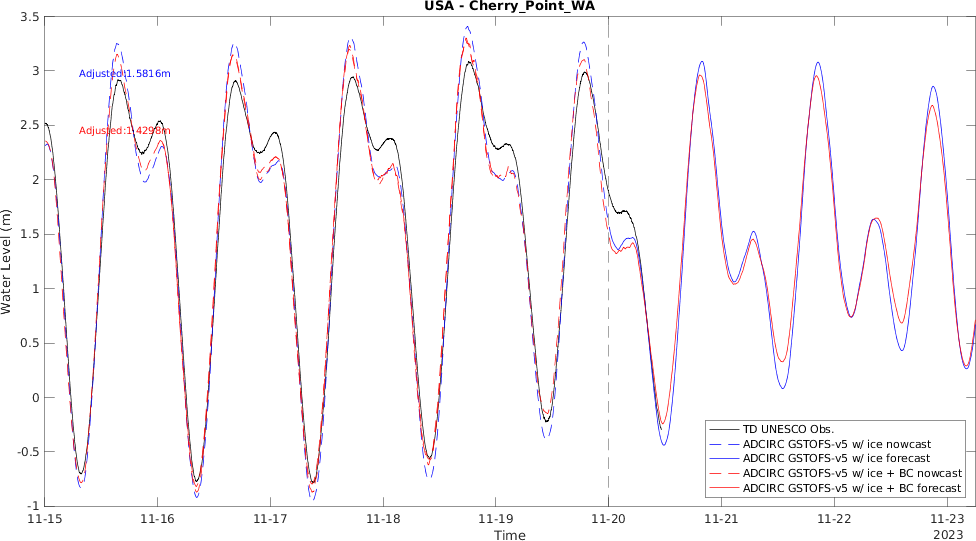 USA - Cherry_Point_WA
3.5
3
2.5
2
1.5
1
0.5
0
-0.5
-1
Water Level (m)
Adjusted:1.5816m
Adjusted:1.4298m
TD UNESCO Obs.
ADCIRC GSTOFS-v5 w/ ice nowcast
ADCIRC GSTOFS-v5 w/ ice forecast
ADCIRC GSTOFS-v5 w/ ice + BC nowcast
ADCIRC GSTOFS-v5 w/ ice + BC forecast
11-15 11-16 11-17 11-18 11-19 11-20 11-21 11-22 11-23
Time
2023